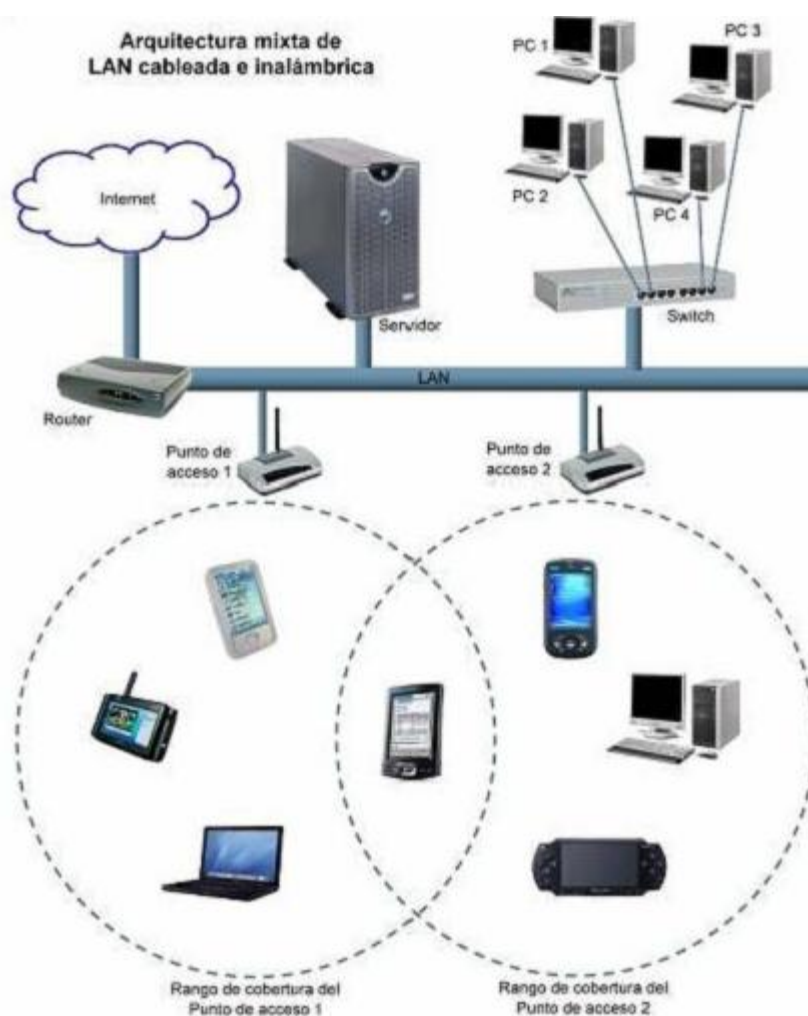 Arquitectura mixta de
LAN cableada e inalámbrica
PC 1
PC 3
PC 2
PC 4
Internet
Servidor
Switch
LAN
Router
Punto de
acceso 1
Punto de
acceso 2
Rango de cobertura del
Punto de acceso 1
Rango de cobertura del
Punto de acceso 2